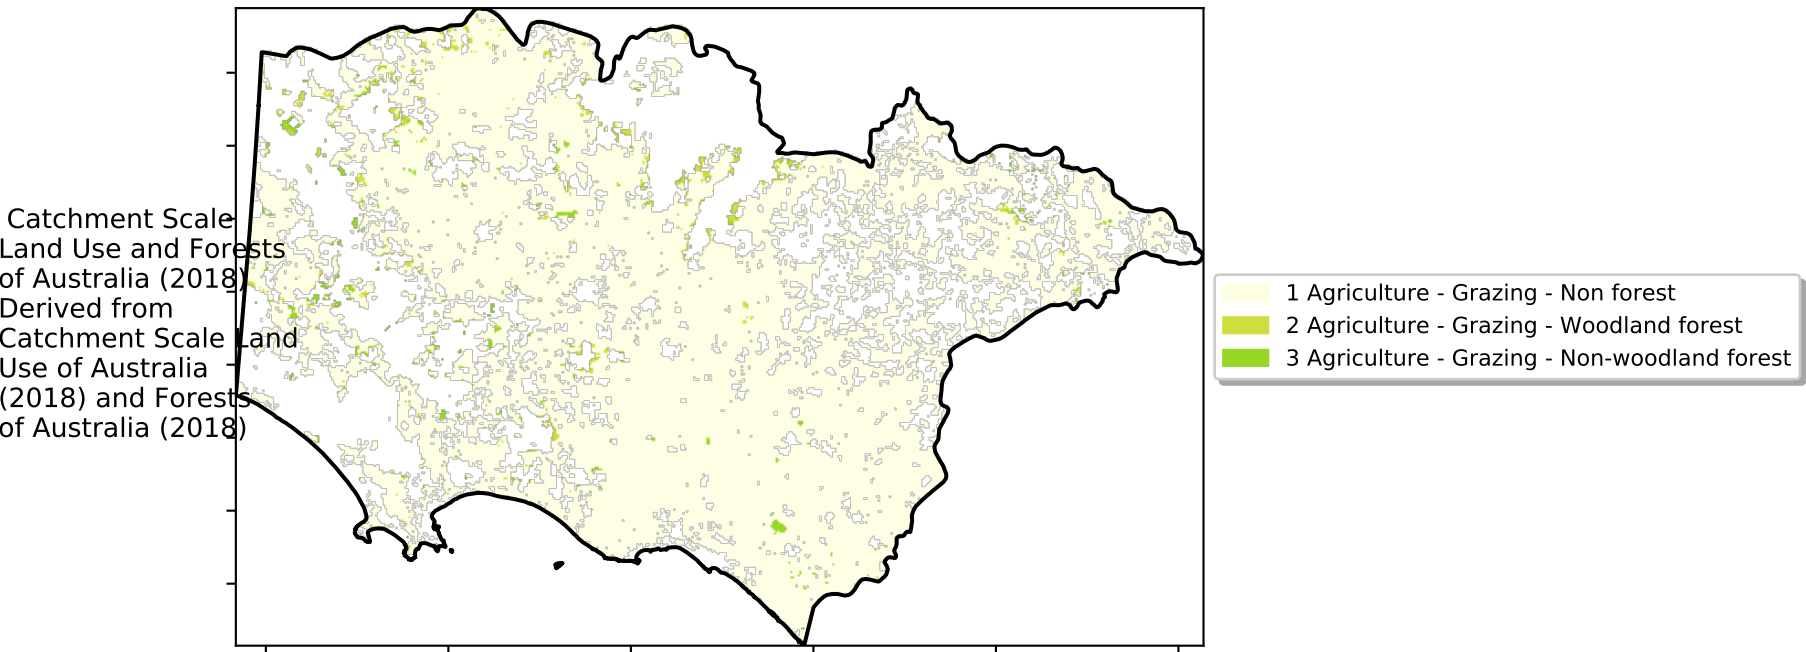 Catchment Scale
Land Use and Forests
of Australia (2018)
Derived from
Catchment Scale Land
Use of Australia
(2018) and Forests
of Australia (2018)
1 Agriculture - Grazing - Non forest
2 Agriculture - Grazing - Woodland forest
3 Agriculture - Grazing - Non-woodland forest